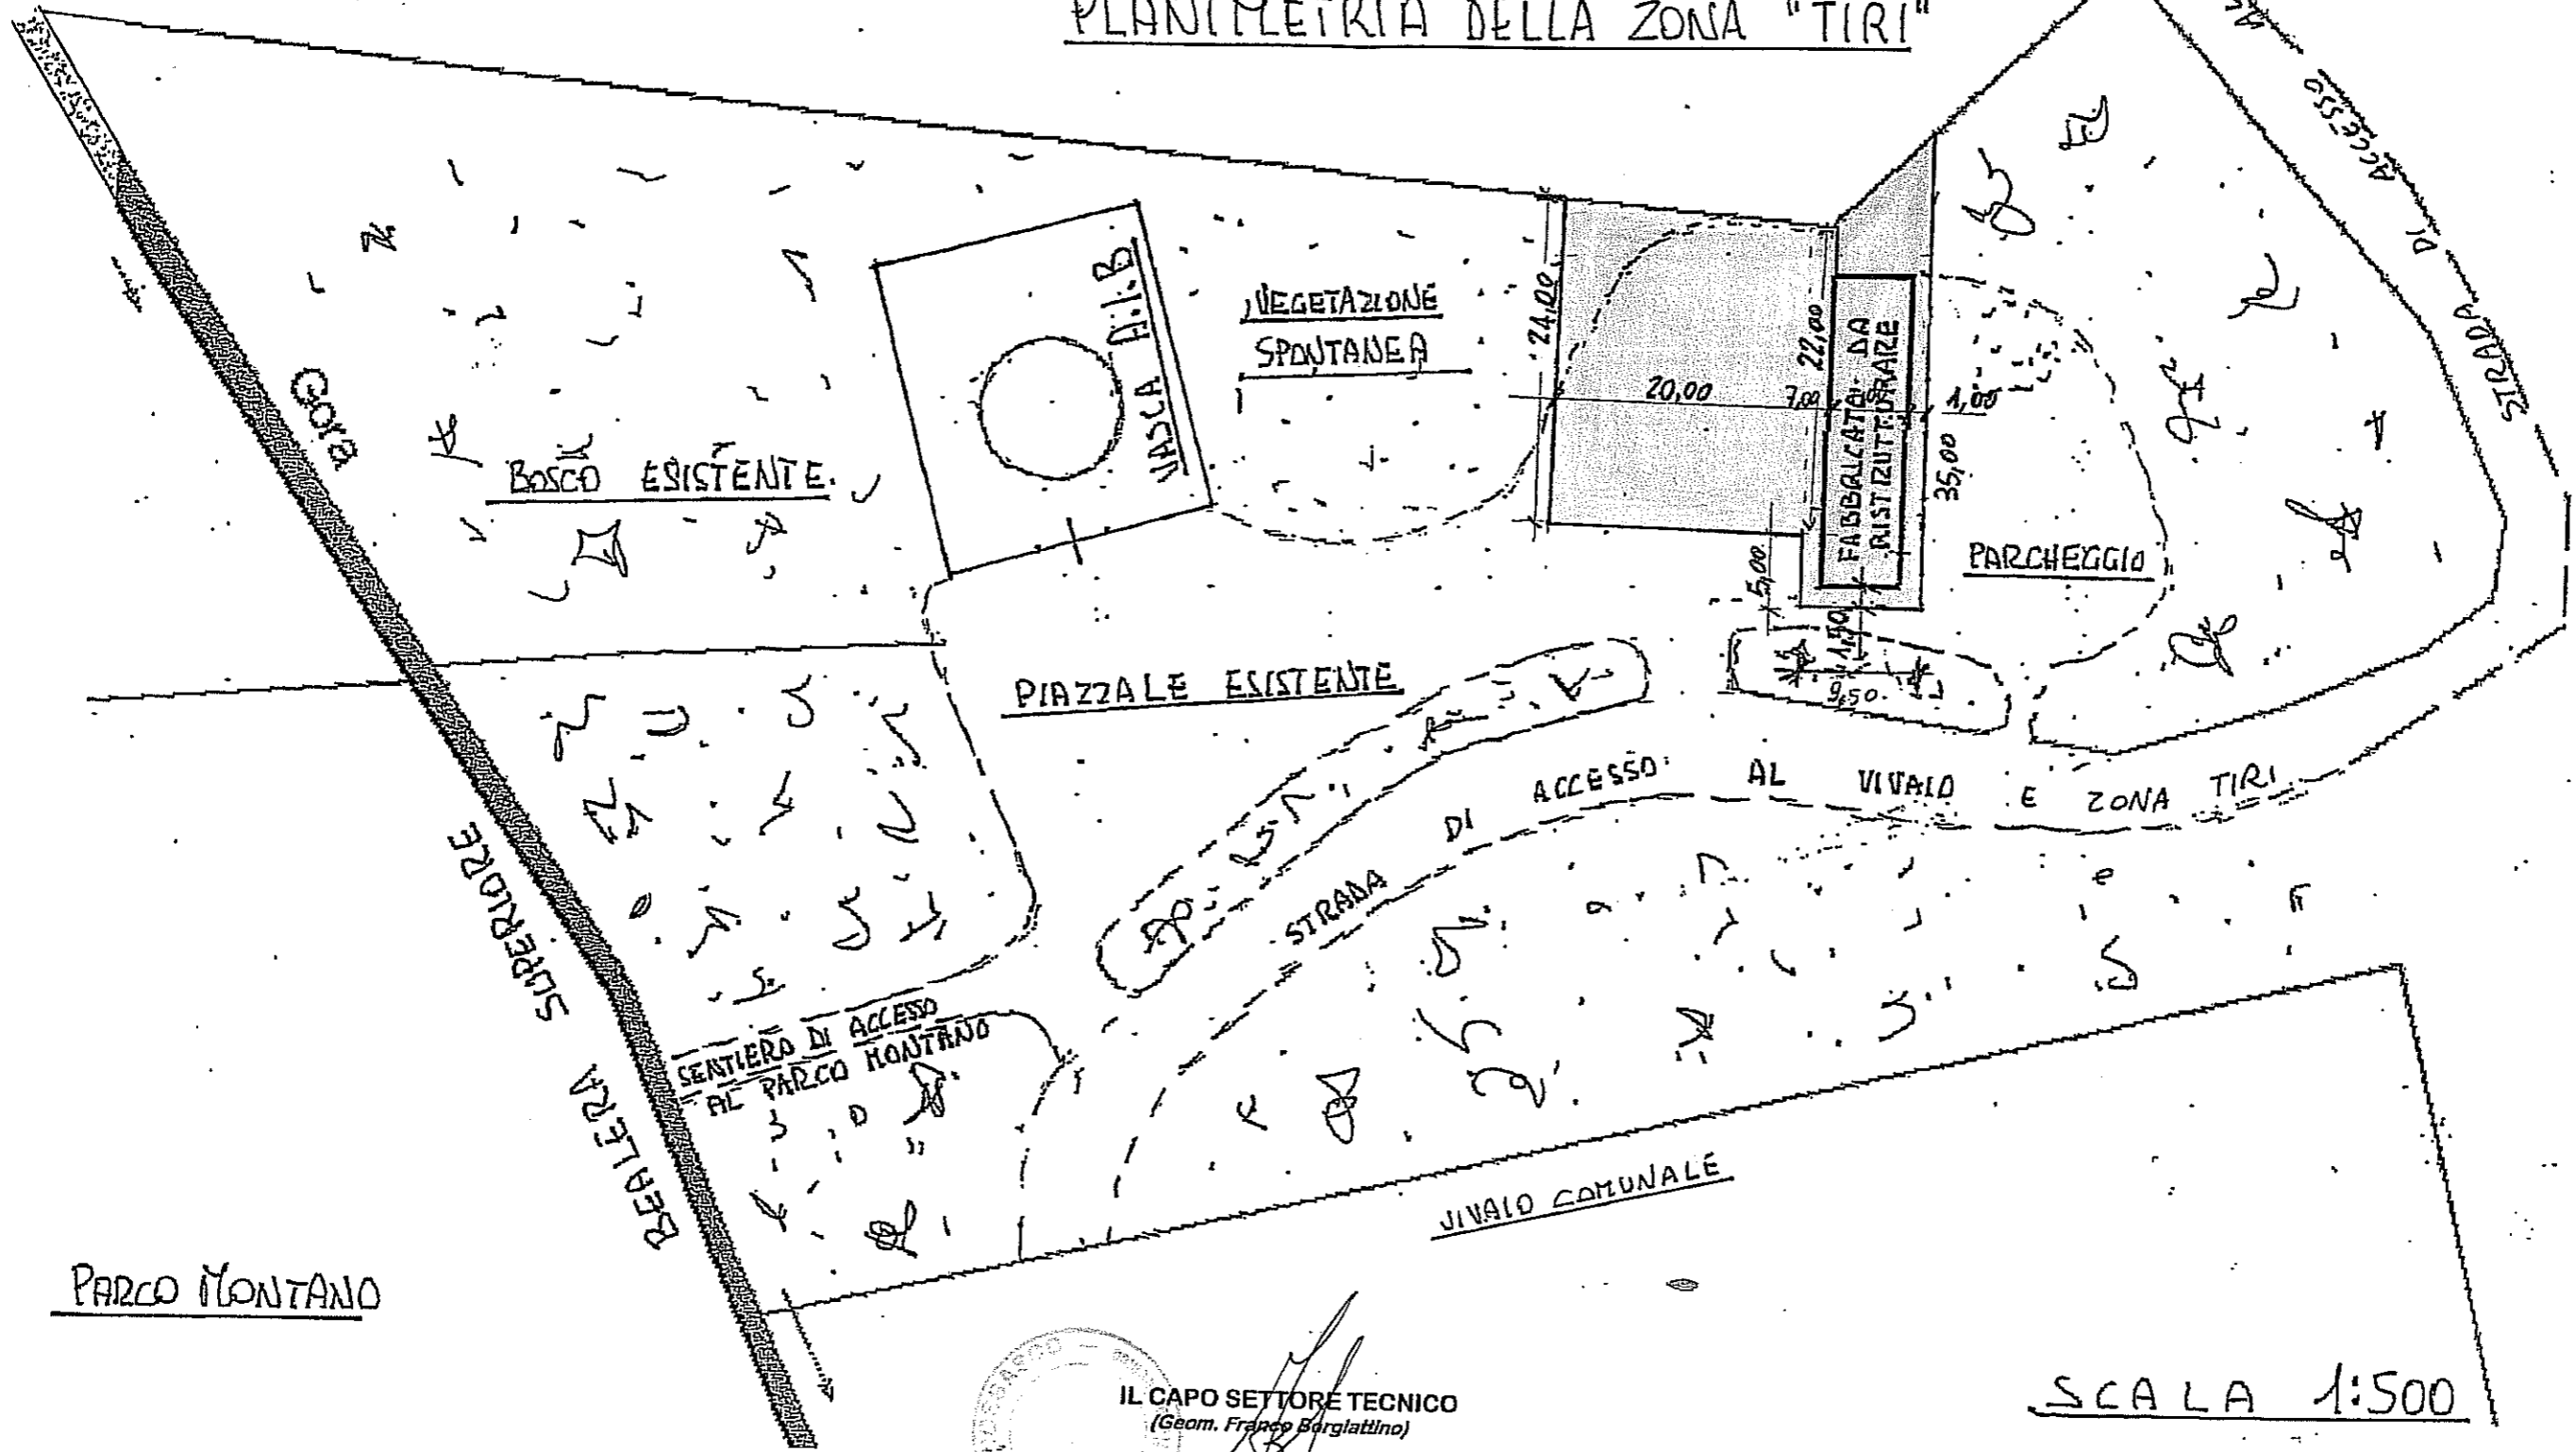 PLANIMETRIA DELLA ZONA "TIRI"
ACCESSO
DI
STRADA
VASCA A.I.B
VEGETAZIONE
SPONTANEA
24,00
20,00
22,00
7,00
FABBRICATO DA
RISTRUTTURARE
1,00
35,00
Gora
BOSCO ESISTENTE.
PARCHEGGIO
5,00
1,50
9,50
PIAZZALE ESISTENTE
STRADA DI ACCESSO AL VIVAIO E ZONA TIRI
BEALERA SUPERIORE
SENTIERO DI ACCESSO
AL PARCO MONTANO
VIVAIO COMUNALE
PARCO MONTANO
IL CAPO SETTORE TECNICO
(Geom. Franco Borgiattino)
SCALA 1:500